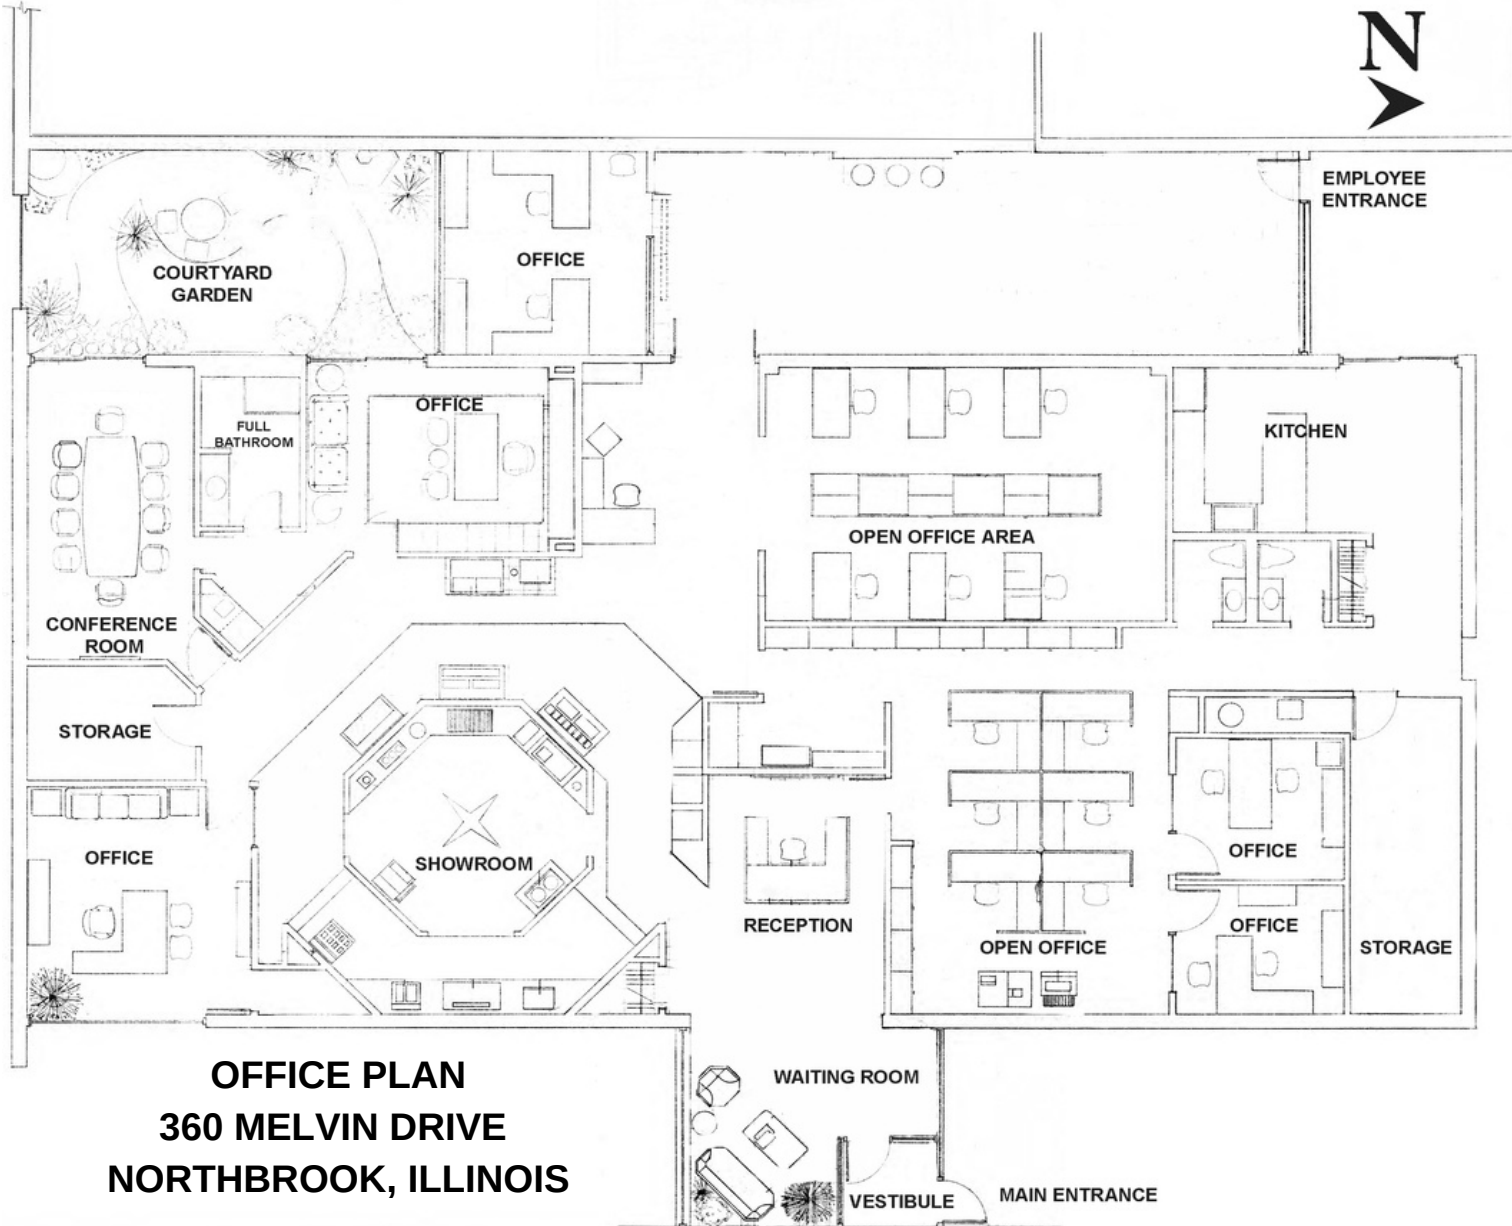 N
EMPLOYEE
ENTRANCE
OFFICE
COURTYARD
GARDEN
OFFICE
FULL
BATHROOM
KITCHEN
OPEN OFFICE AREA
CONFERENCE
ROOM
STORAGE
OFFICE
SHOWROOM
OFFICE
RECEPTION
OFFICE
OPEN OFFICE
STORAGE
OFFICE PLAN
360 MELVIN DRIVE
NORTHBROOK, ILLINOIS
WAITING ROOM
VESTIBULE
MAIN ENTRANCE